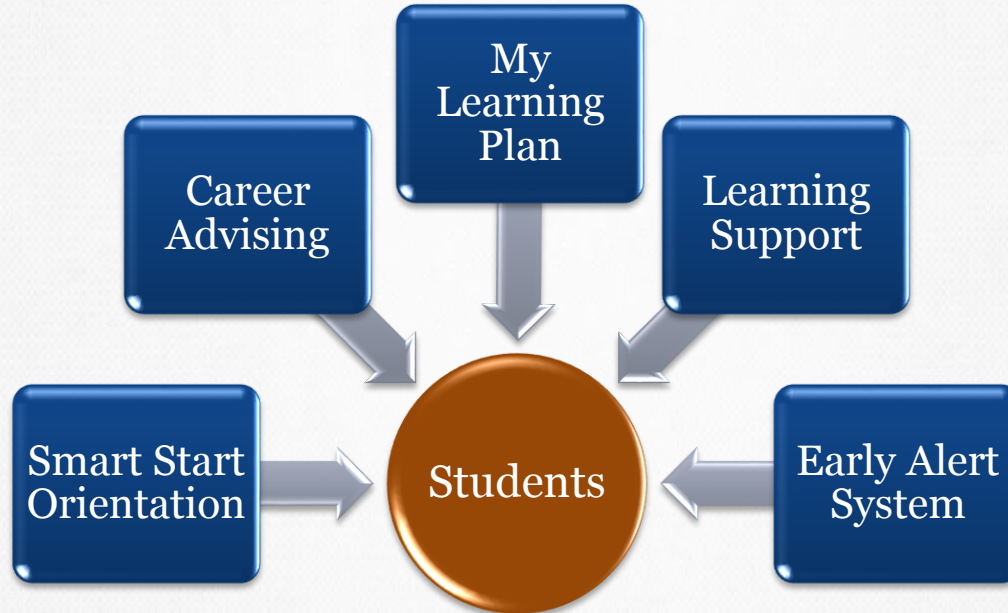 My
Learning
Plan
Career
Advising
Learning
Support
Smart Start
Orientation
Students
Early Alert
System